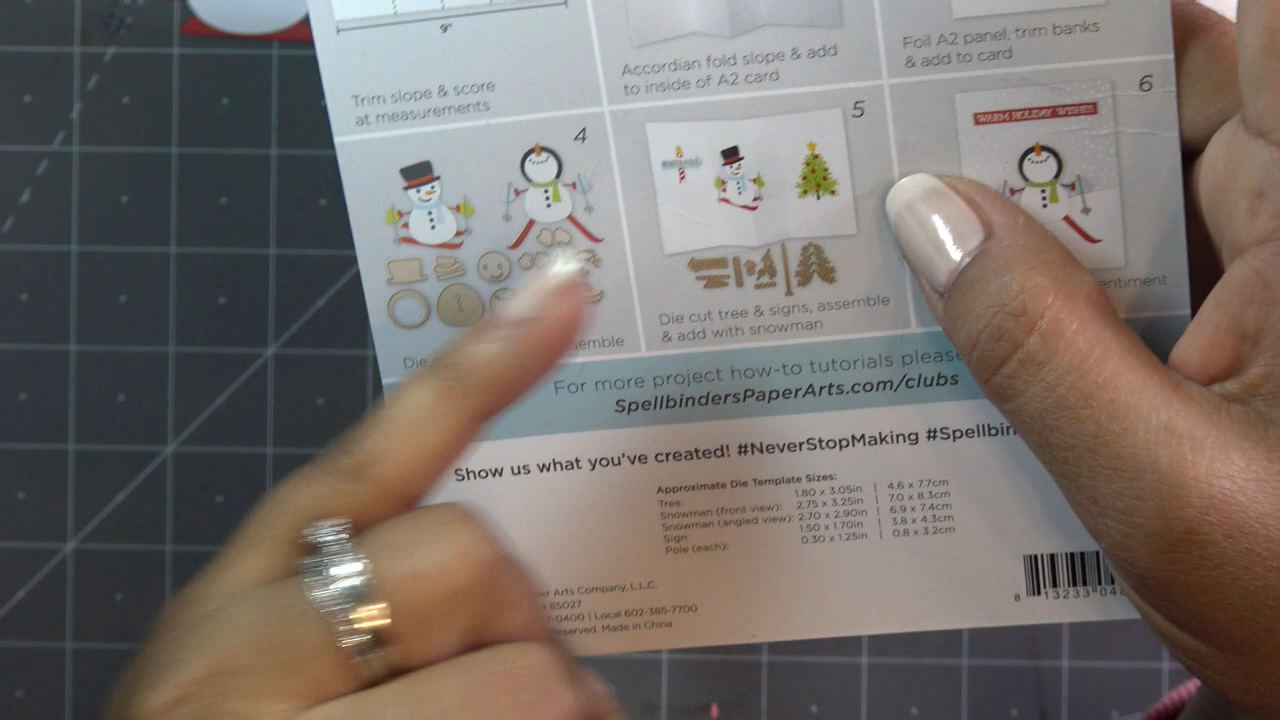 9"
Trim slope & score
at measurements
Accordian fold slope & add
to inside of A2 card
Foil A2 panel, trim banks
& add to card
4
Die
emble
5
Die cut tree & signs, assemble
& add with snowman
6
WARM HOLIDAY WISHES
entiment
For more project how-to tutorials please
SpellbindersPaperArts.com/clubs
Show us what you've created! #NeverStopMaking #Spellbin
Approximate Die Template Sizes:
Tree: 1.80 x 3.05in | 4.6 x 7.7cm
Snowman (front view): 2.75 x 3.25in | 7.0 x 8.3cm
Snowman (angled view): 2.70 x 2.90in | 6.9 x 7.4cm
Sign: 1.50 x 1.70in | 3.8 x 4.3cm
Pole (each): 0.30 x 1.25in | 0.8 x 3.2cm
per Arts Company, L.L.C.
85027
-0400 | Local 602-385-7700
eserved. Made in China
8 13233 04